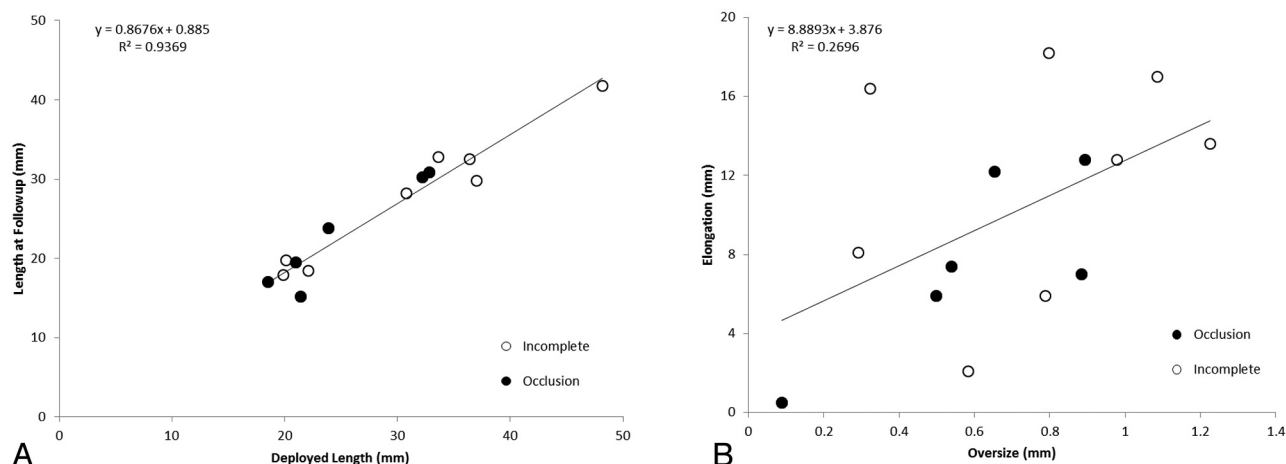 y = 0.8676x + 0.885
R² = 0.9369
50
40
30
20
10
0
Length at Followup (mm)
Incomplete
Occlusion
0 10 20 30 40 50
Deployed Length (mm)
A
y = 8.8893x + 3.876
R² = 0.2696
20
16
12
8
4
0
Elongation (mm)
Occlusion
Incomplete
0 0.2 0.4 0.6 0.8 1 1.2 1.4
Oversize (mm)
B